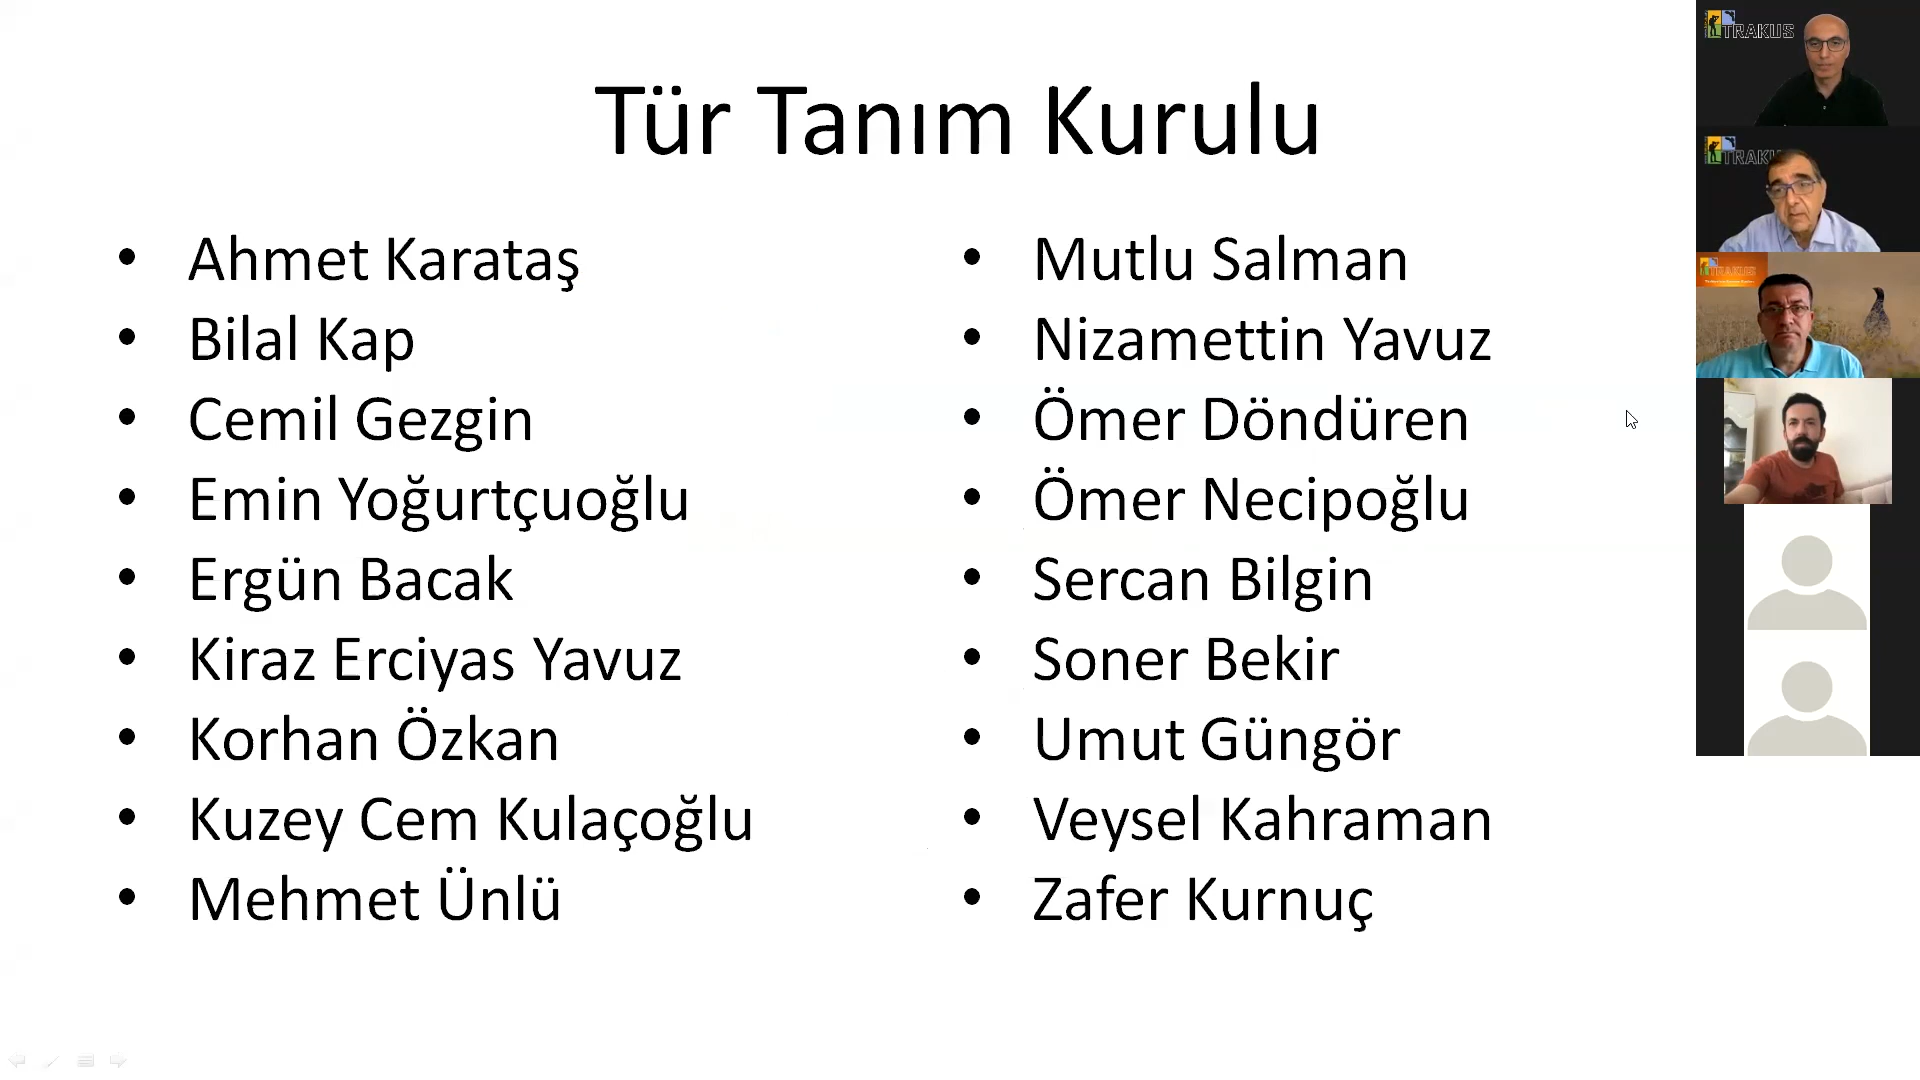 Tür Tanım Kurulu
• Ahmet Karataş
• Bilal Kap
• Cemil Gezgin
• Emin Yoğurtçuoğlu
• Ergün Bacak
• Kiraz Erciyas Yavuz
• Korhan Özkan
• Kuzey Cem Kulaçoğlu
• Mehmet Ünlü
• Mutlu Salman
• Nizamettin Yavuz
• Ömer Döndüren
• Ömer Necipoğlu
• Sercan Bilgin
• Soner Bekir
• Umut Güngör
• Veysel Kahraman
• Zafer Kurnuç
TRAKUS
TRAKU
TRAKUS